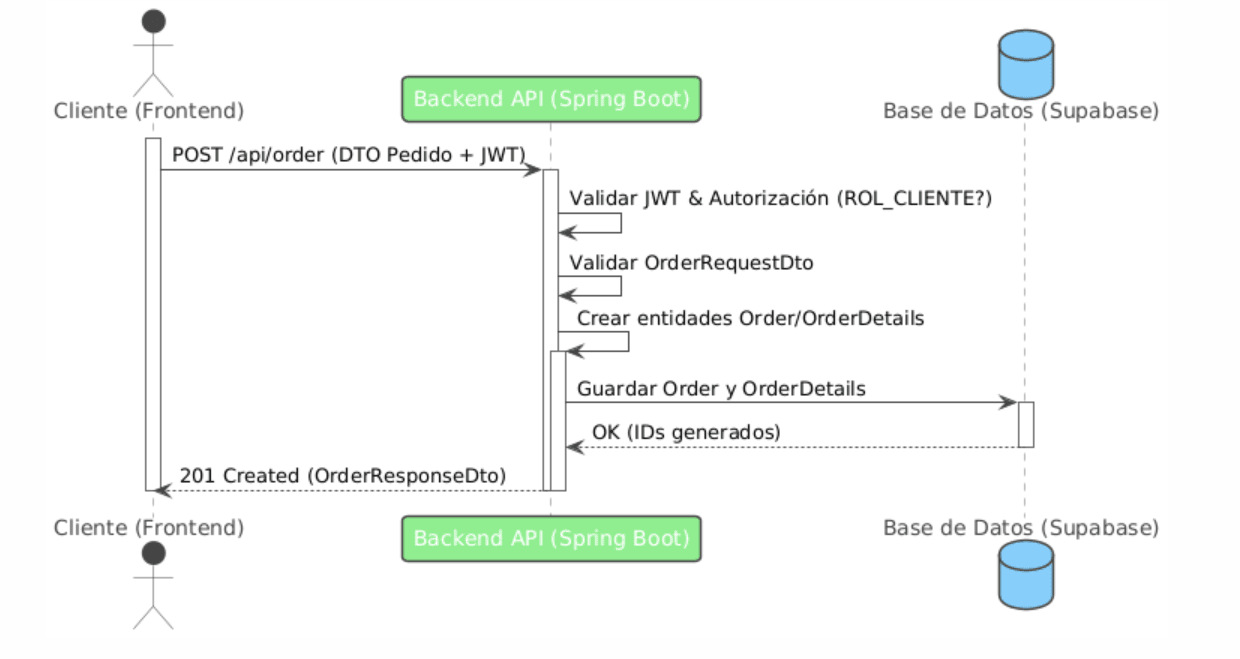 Cliente (Frontend)
Backend API (Spring Boot)
Base de Datos (Supabase)
POST /api/order (DTO Pedido + JWT)
Validar JWT & Autorización (ROL_CLIENTE?)
Validar OrderRequestDto
Crear entidades Order/OrderDetails
Guardar Order y OrderDetails
OK (IDs generados)
201 Created (OrderResponseDto)
Cliente (Frontend)
Backend API (Spring Boot)
Base de Datos (Supabase)